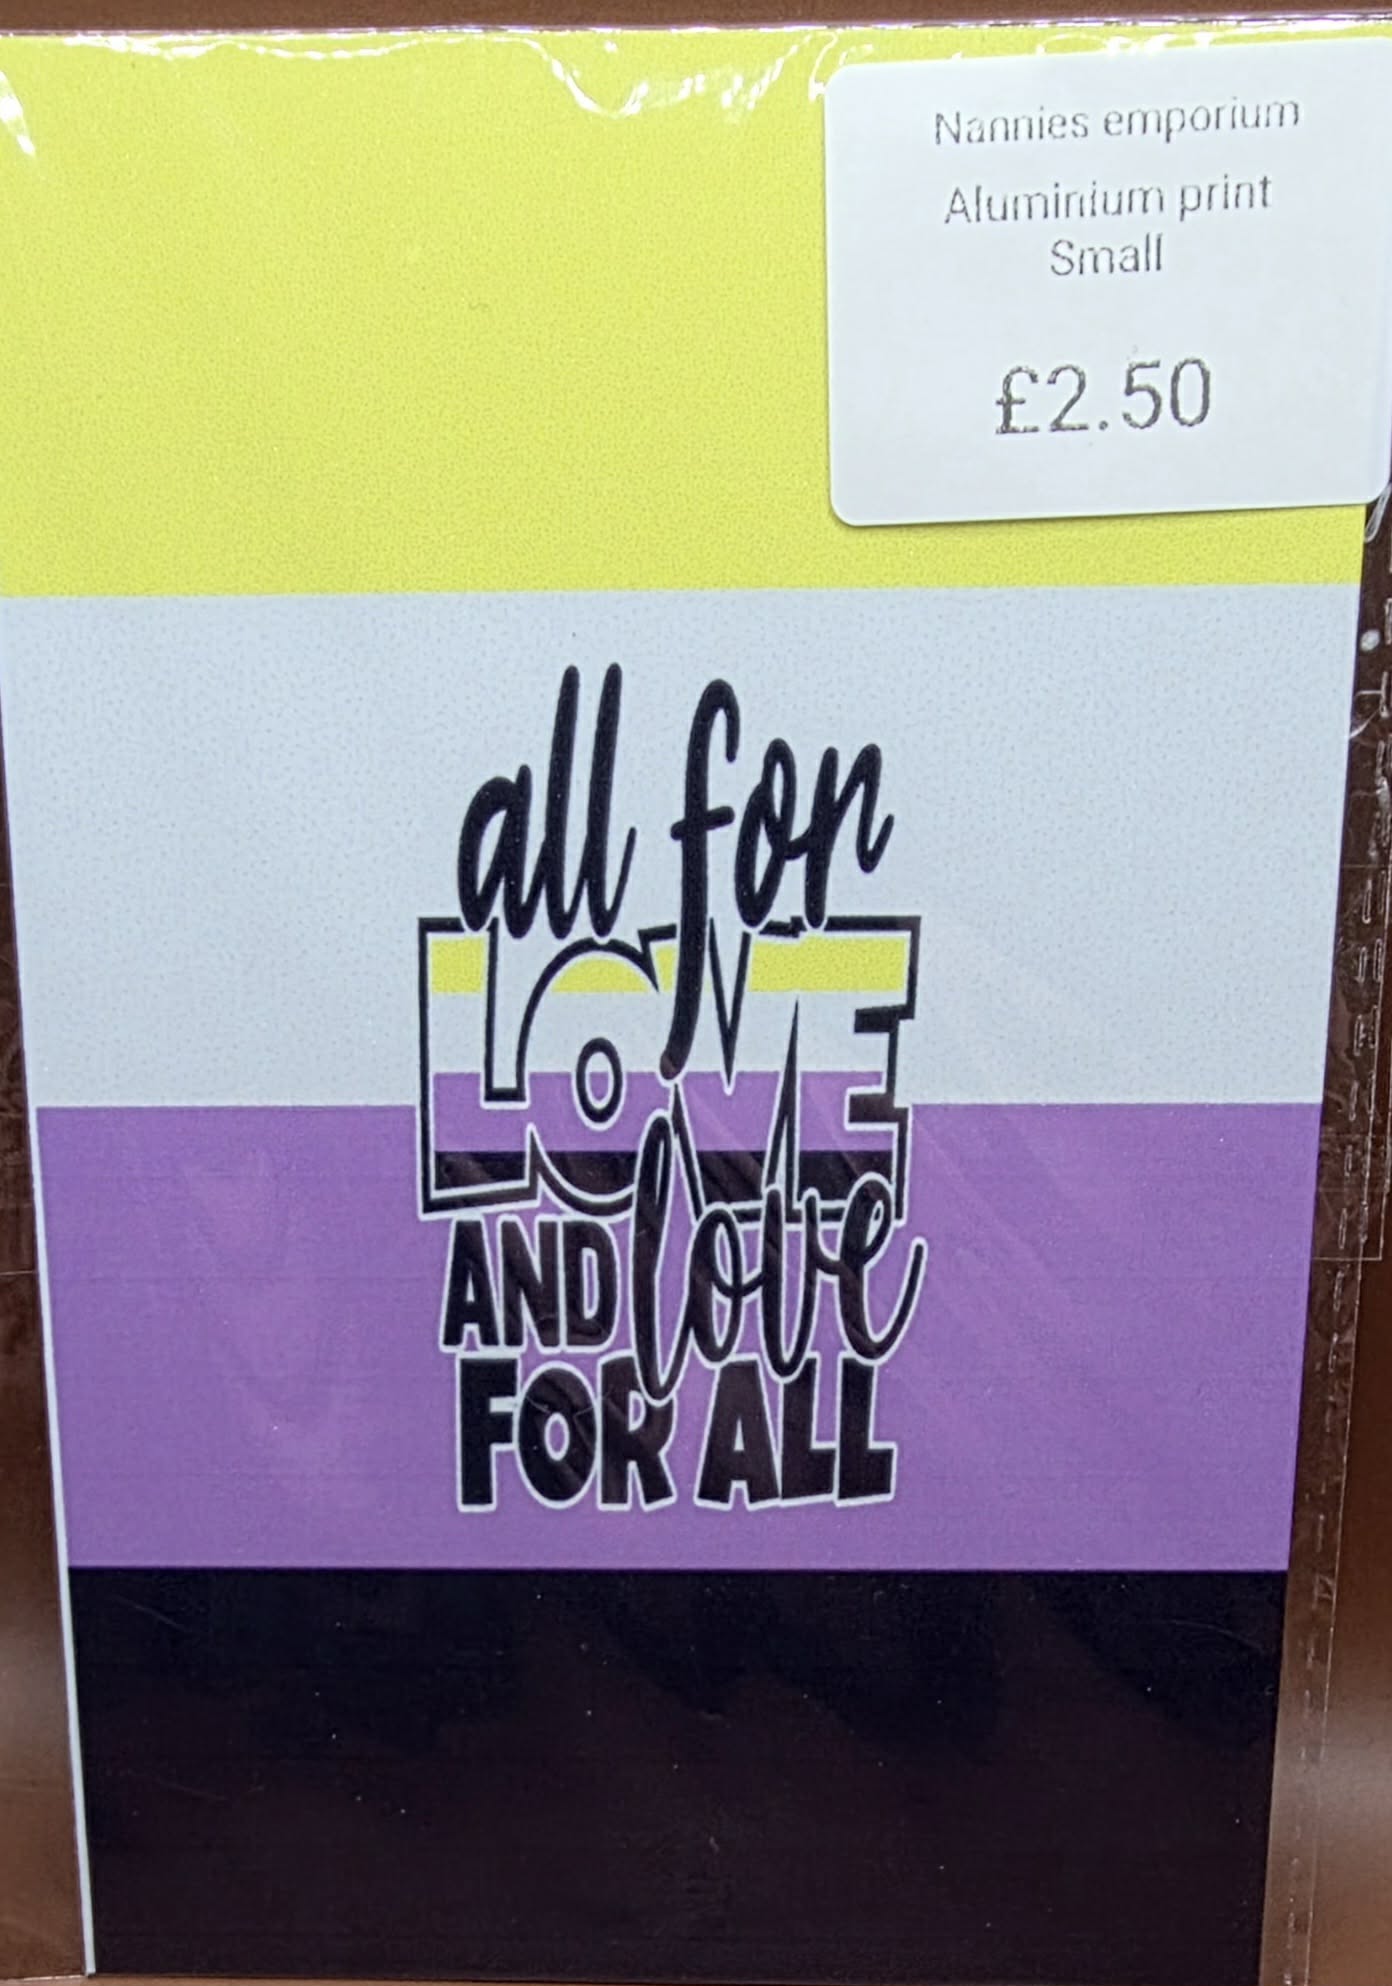 Nannies emporium
Aluminium print
Small
£2.50
all for
LOVE
AND love
FOR ALL